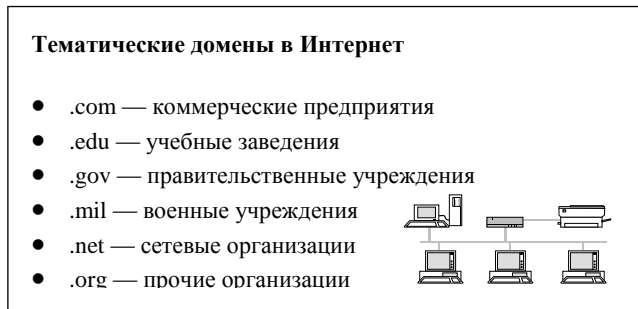 Тематические домены в Интернет
● .com — коммерческие предприятия
● .edu — учебные заведения
● .gov — правительственные учреждения
● .mil — военные учреждения
● .net — сетевые организации
● .org — прочие организации